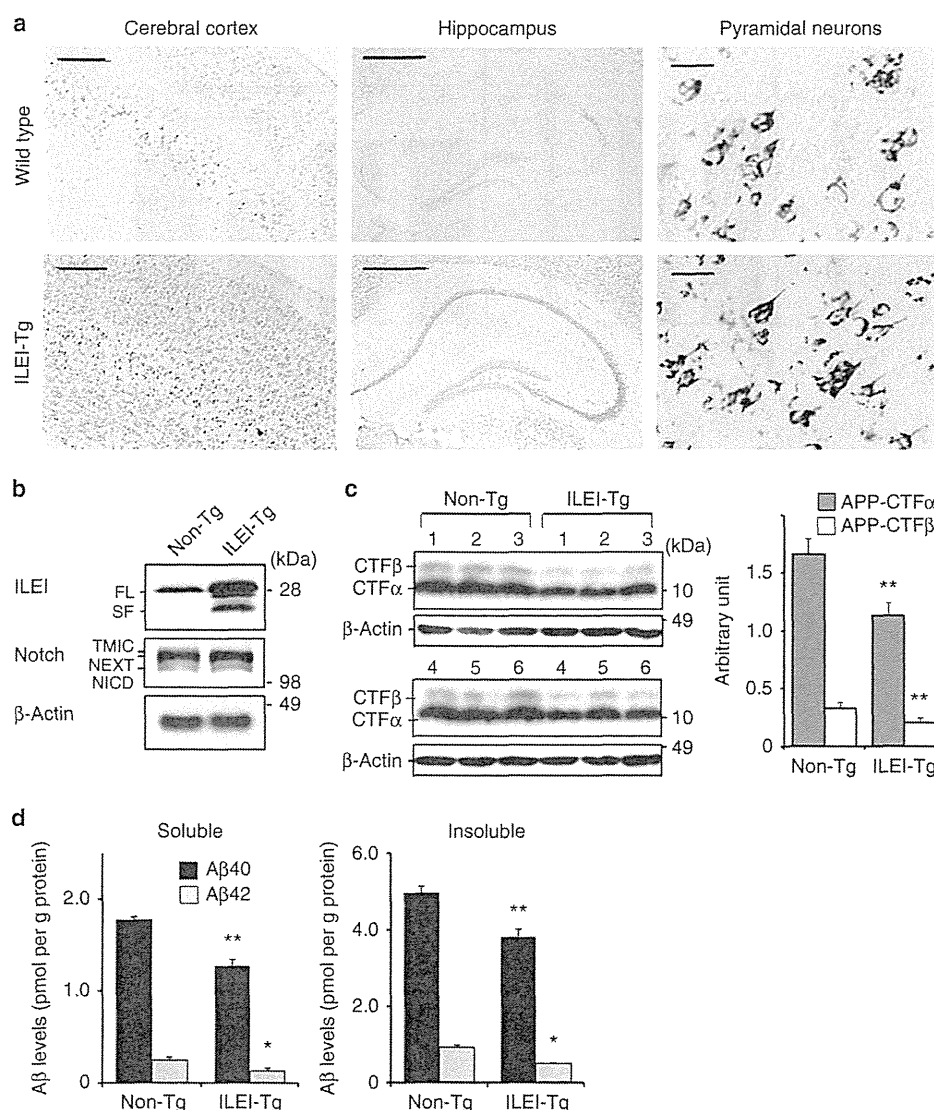 a
Cerebral cortex Hippocampus Pyramidal neurons
Wild type
ILEI-Tg
b
Non-Tg ILEI-Tg
(kDa)
ILEI
FL
SF
28
Notch
TMIC
NEXT
NICD
98
49
β-Actin
c
Non-Tg ILEI-Tg
1 2 3 1 2 3 (kDa)
CTFβ
CTFα
10
49
β-Actin
4 5 6 4 5 6
CTFβ
CTFα
10
49
β-Actin
APP-CTFα
APP-CTFβ
Arbitrary unit
1.5
1.0
0.5
0
**
**
Non-Tg ILEI-Tg
d
Soluble
Aβ levels (pmol per g protein)
Aβ40
Aβ42
2.0
1.0
0
**
*
Non-Tg ILEI-Tg
Insoluble
Aβ levels (pmol per g protein)
6.0
4.0
2.0
0
**
*
Non-Tg ILEI-Tg